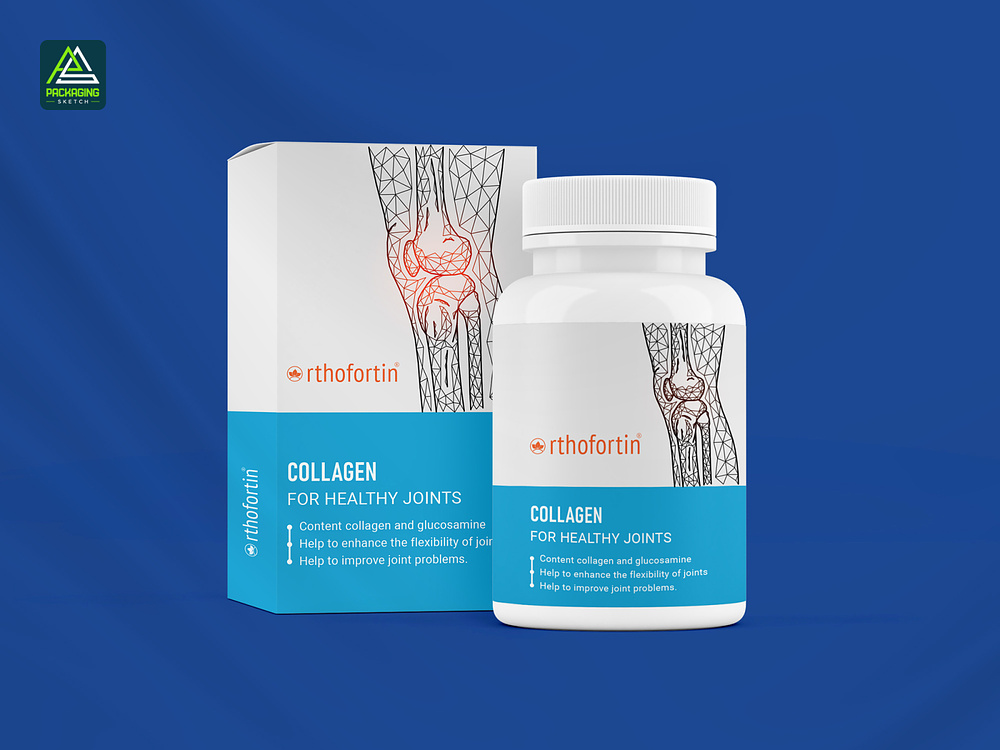 PACKAGING
SKETCH
rthofortin®
COLLAGEN
FOR HEALTHY JOINTS
Content collagen and glucosamine
Help to enhance the flexibility of join
Help to improve joint problems.
rthofortin®
rthofortin®
COLLAGEN
FOR HEALTHY JOINTS
Content collagen and glucosamine
Help to enhance the flexibility of joints
Help to improve joint problems.